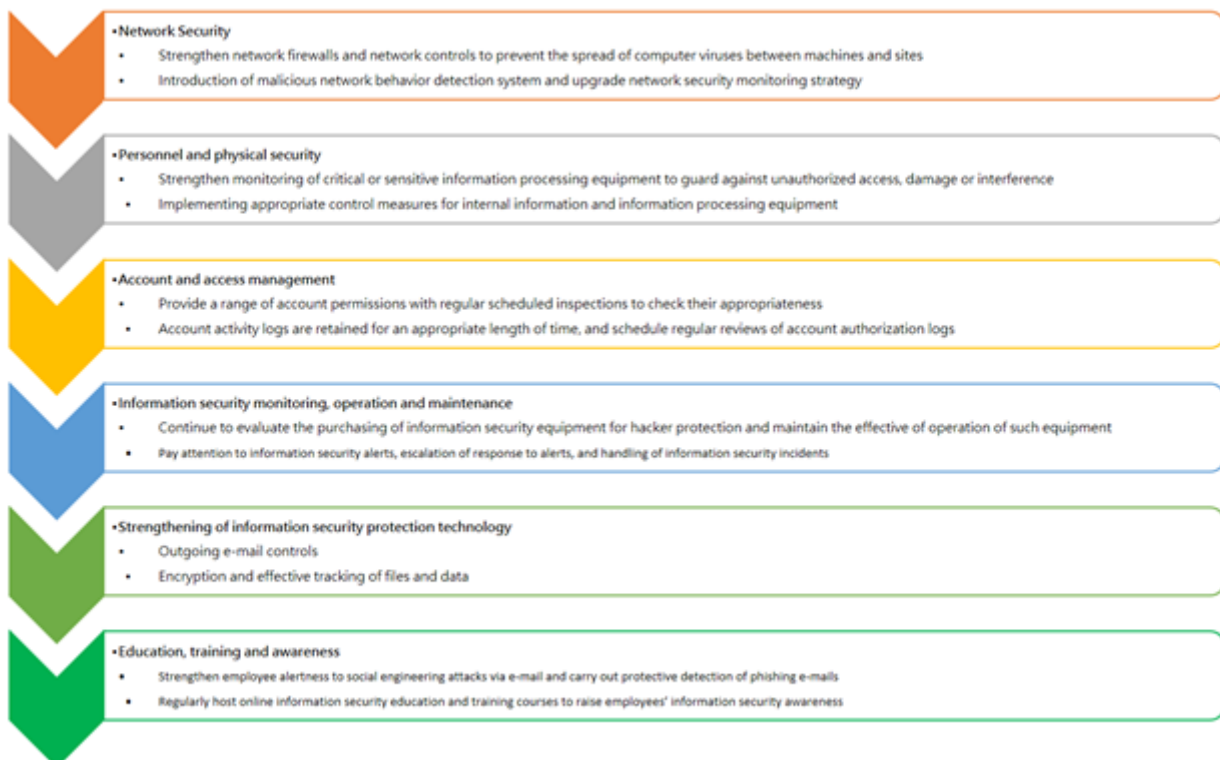 ▪Network Security
• Strengthen network firewalls and network controls to prevent the spread of computer viruses between machines and sites
• Introduction of malicious network behavior detection system and upgrade network security monitoring strategy
▪Personnel and physical security
• Strengthen monitoring of critical or sensitive information processing equipment to guard against unauthorized access, damage or interference
• Implementing appropriate control measures for internal information and information processing equipment
▪Account and access management
• Provide a range of account permissions with regular scheduled inspections to check their appropriateness
• Account activity logs are retained for an appropriate length of time, and schedule regular reviews of account authorization logs
▪Information security monitoring, operation and maintenance
• Continue to evaluate the purchasing of information security equipment for hacker protection and maintain the effective of operation of such equipment
• Pay attention to information security alerts, escalation of response to alerts, and handling of information security incidents
▪Strengthening of information security protection technology
• Outgoing e-mail controls
• Encryption and effective tracking of files and data
▪Education, training and awareness
• Strengthen employee alertness to social engineering attacks via e-mail and carry out protective detection of phishing e-mails
• Regularly host online information security education and training courses to raise employees' information security awareness